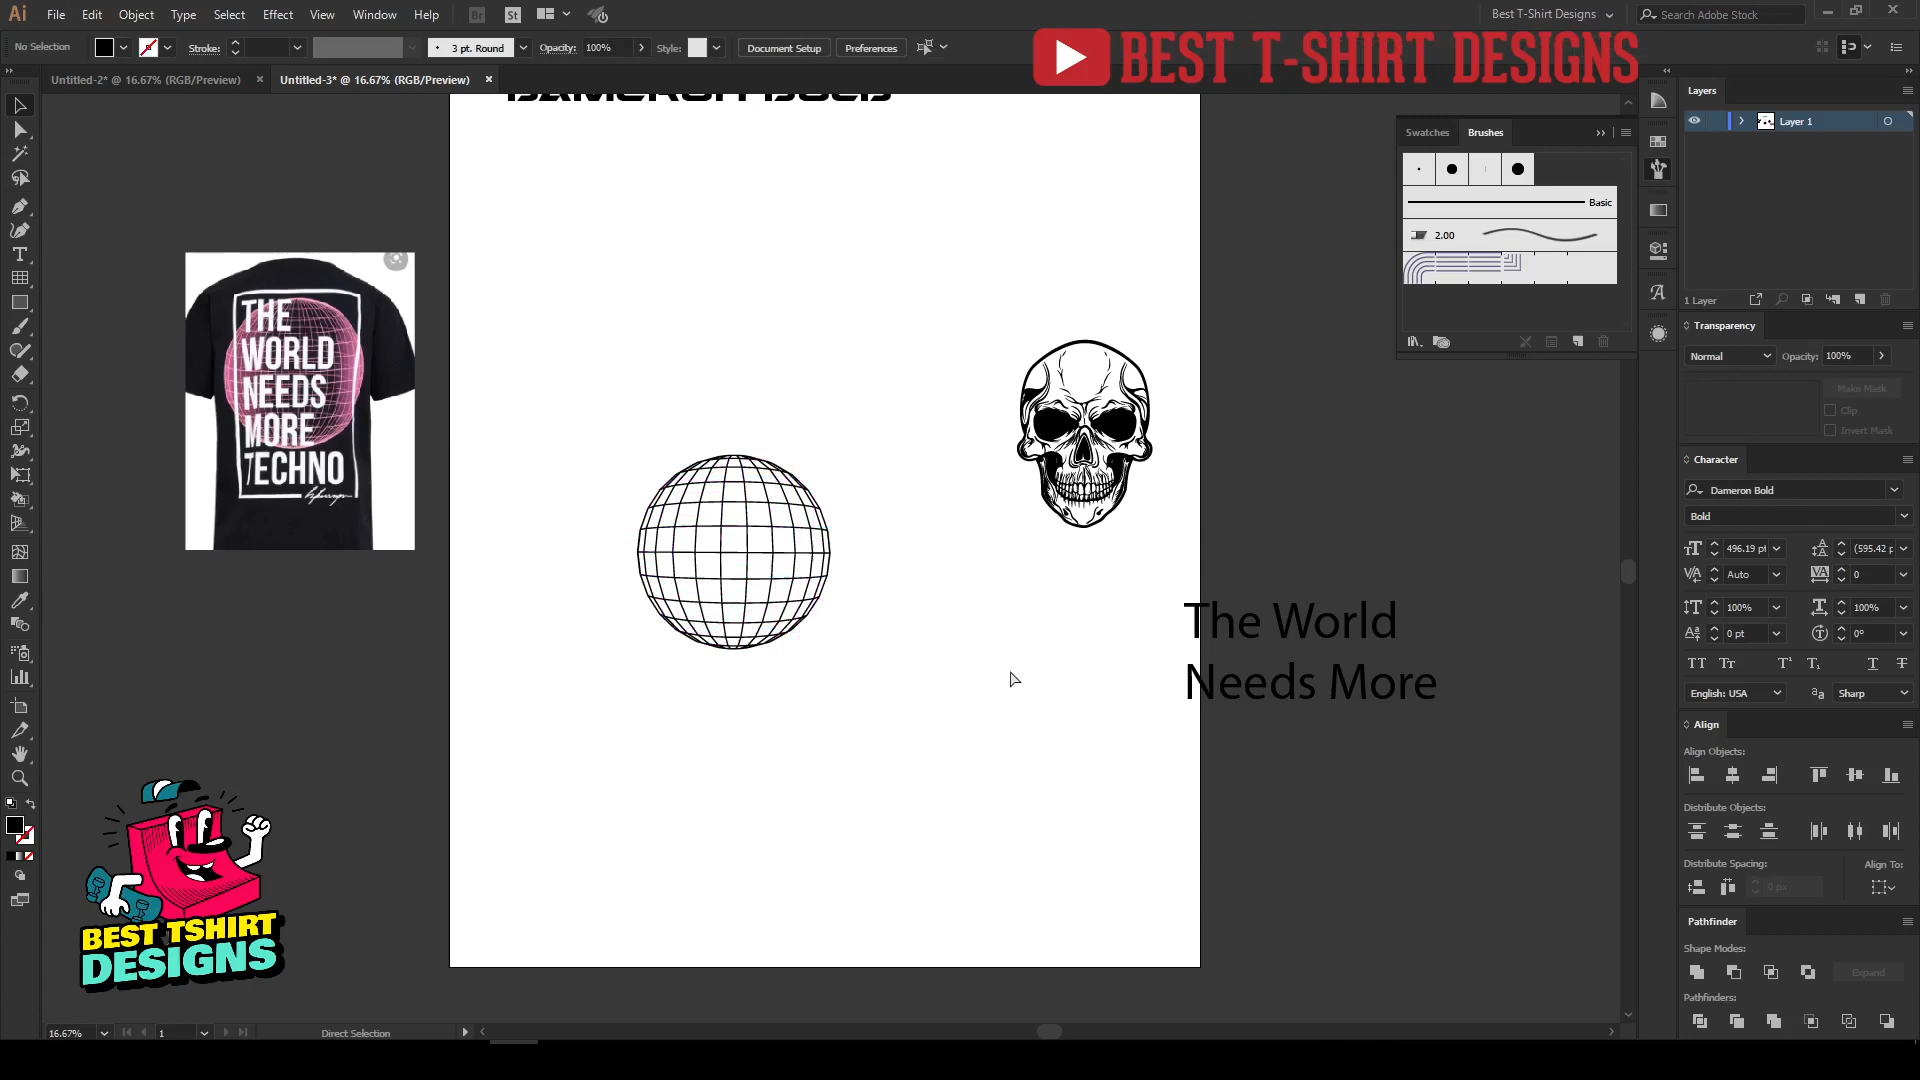 Ai File Edit Object Type Select Effect View Window Help Br St Best T-Shirt Designs Search Adobe Stock
No Selection Stroke: 3 pt. Round Opacity: 100% Style: Document Setup Preferences
BEST T-SHIRT DESIGNS
Untitled-2* @ 16.67% (RGB/Preview) × Untitled-3* @ 16.67% (RGB/Preview) ×
THE
WORLD
NEEDS
MORE
TECHNO
The World
Needs More
BEST TSHIRT
DESIGNS
Swatches Brushes
Basic
2.00
Layers
Layer 1
1 Layer
Transparency
Normal Opacity: 100%
Make Mask
Clip
Invert Mask
Character
Dameron Bold
Bold
496.19 pt (595.42 p
Auto 0
100% 100%
0 pt 0°
English: USA Sharp
Align
Align Objects:
Distribute Objects:
Distribute Spacing: Align To:
0 px
Pathfinder
Shape Modes:
Expand
Pathfinders:
16.67% 1 Direct Selection